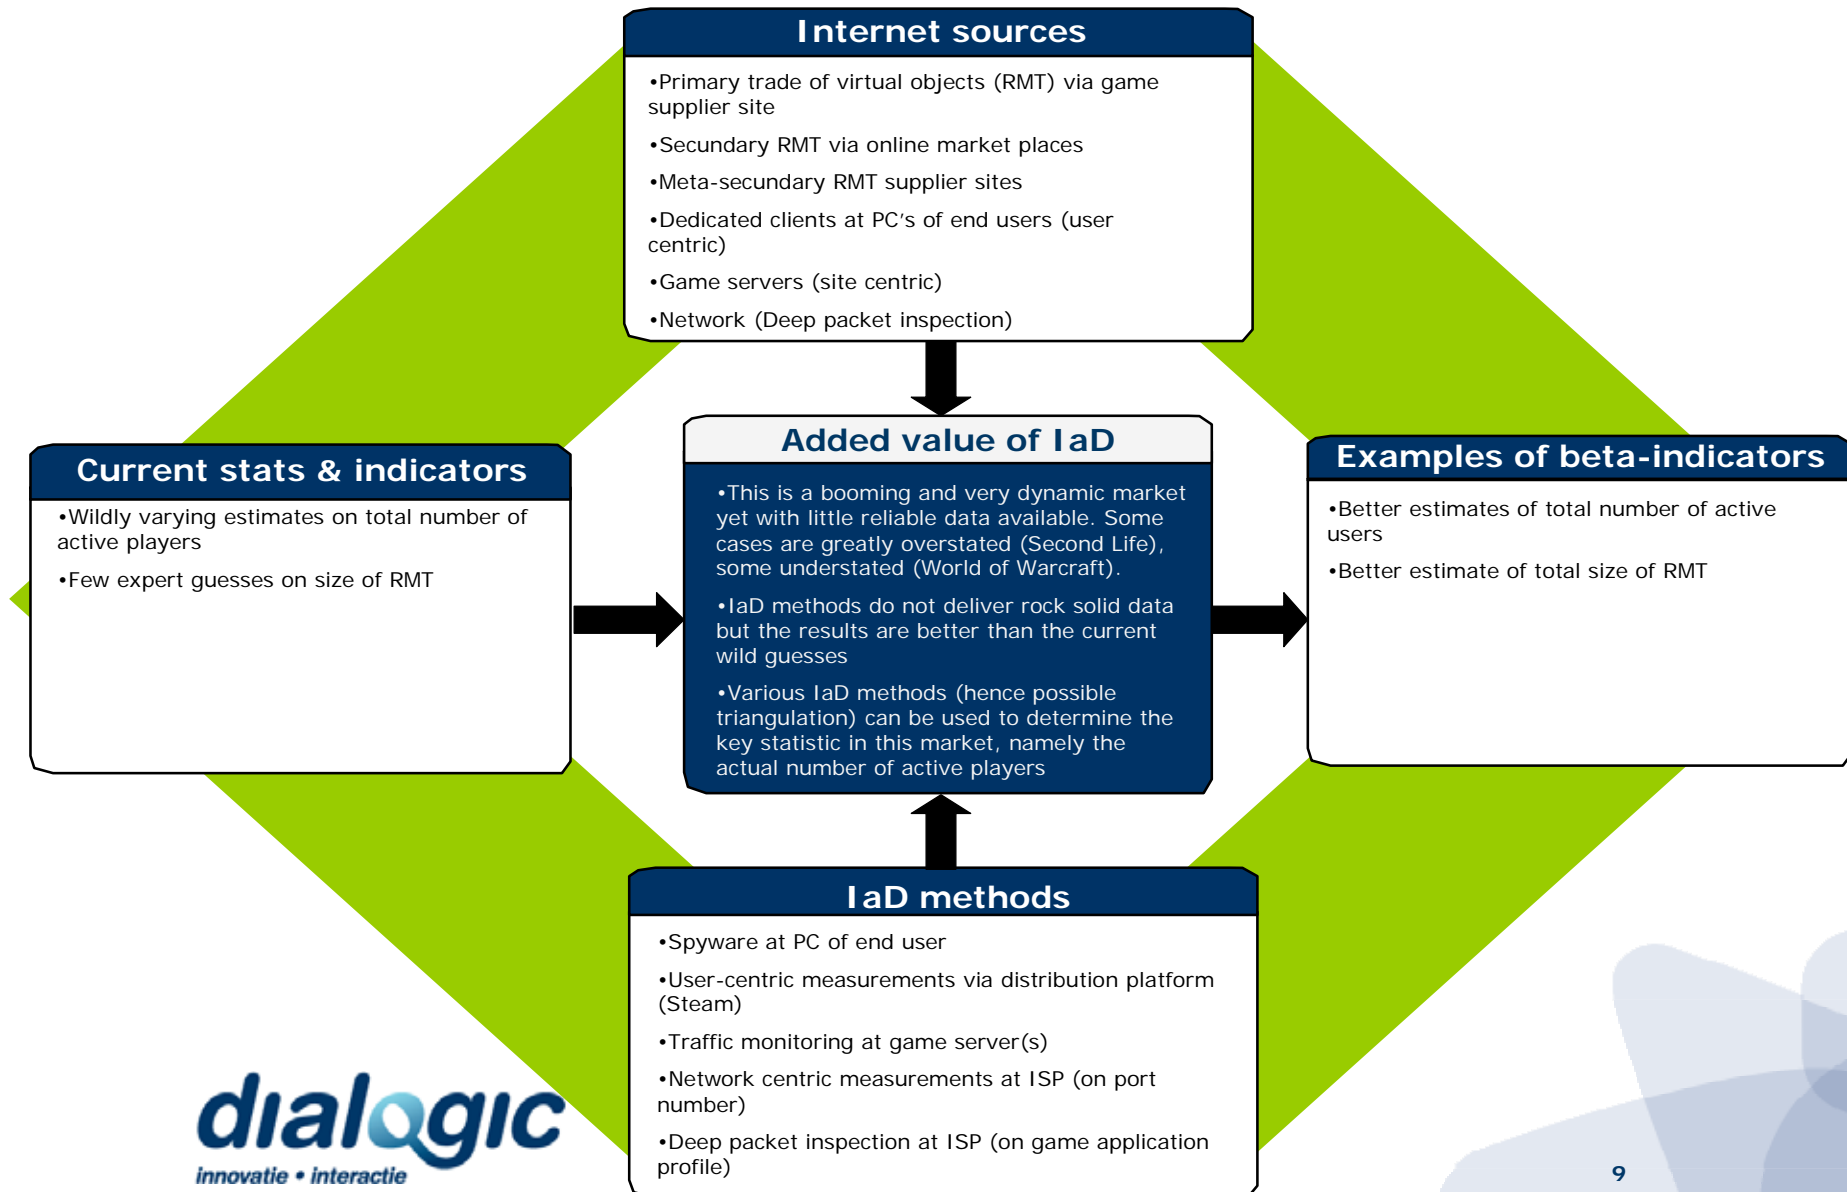 Internet sources
•Primary trade of virtual objects (RMT) via game
supplier site
•Secundary RMT via online market places
•Meta-secundary RMT supplier sites
•Dedicated clients at PC's of end users (user
centric)
•Game servers (site centric)
•Network (Deep packet inspection)
Current stats & indicators
•Wildly varying estimates on total number of
active players
•Few expert guesses on size of RMT
Added value of IaD
•This is a booming and very dynamic market
yet with little reliable data available. Some
cases are greatly overstated (Second Life),
some understated (World of Warcraft).
•IaD methods do not deliver rock solid data
but the results are better than the current
wild guesses
•Various IaD methods (hence possible
triangulation) can be used to determine the
key statistic in this market, namely the
actual number of active players
Examples of beta-indicators
•Better estimates of total number of active
users
•Better estimate of total size of RMT
IaD methods
•Spyware at PC of end user
•User-centric measurements via distribution platform
(Steam)
•Traffic monitoring at game server(s)
•Network centric measurements at ISP (on port
number)
•Deep packet inspection at ISP (on game application
profile)
dialogic
innovatie • interactie
9